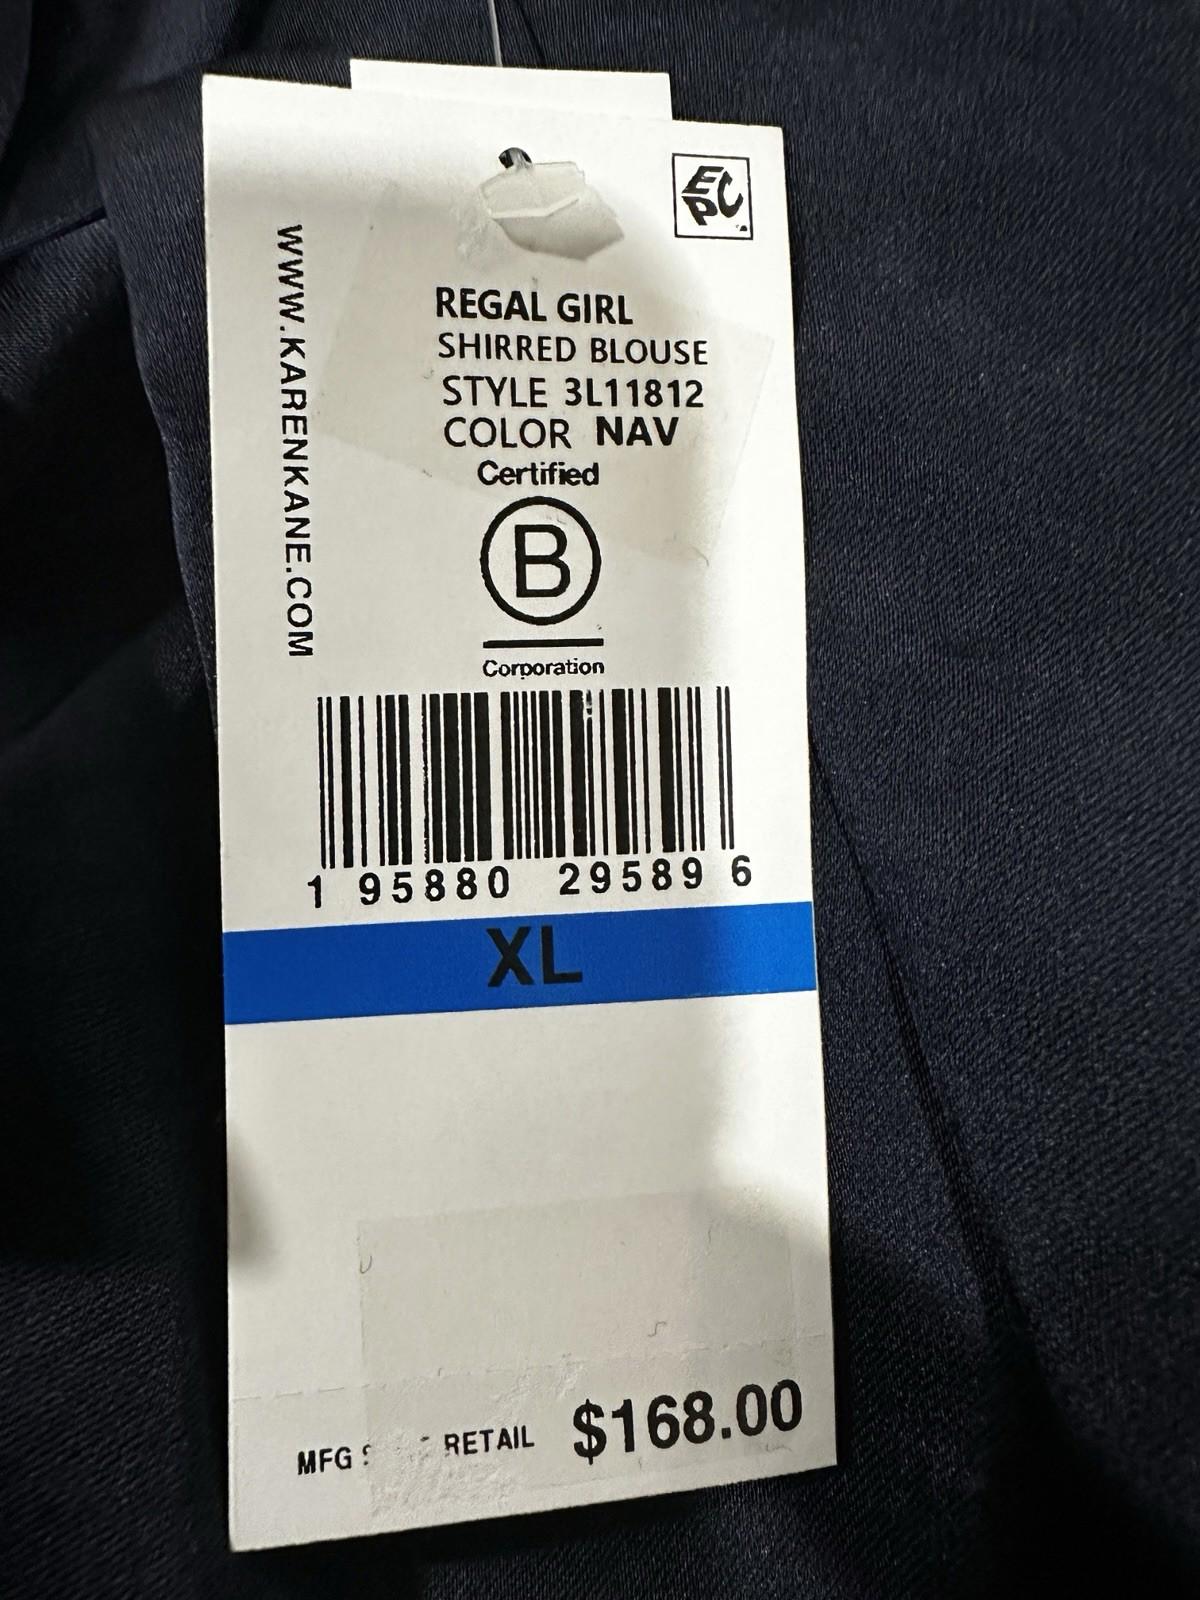 EPC
REGAL GIRL
SHIRRED BLOUSE
STYLE 3L11812
COLOR NAV
WWW.KARENKANE.COM
Certified
B
Corporation
1 95880 29589 6
XL
MFG RETAIL $168.00